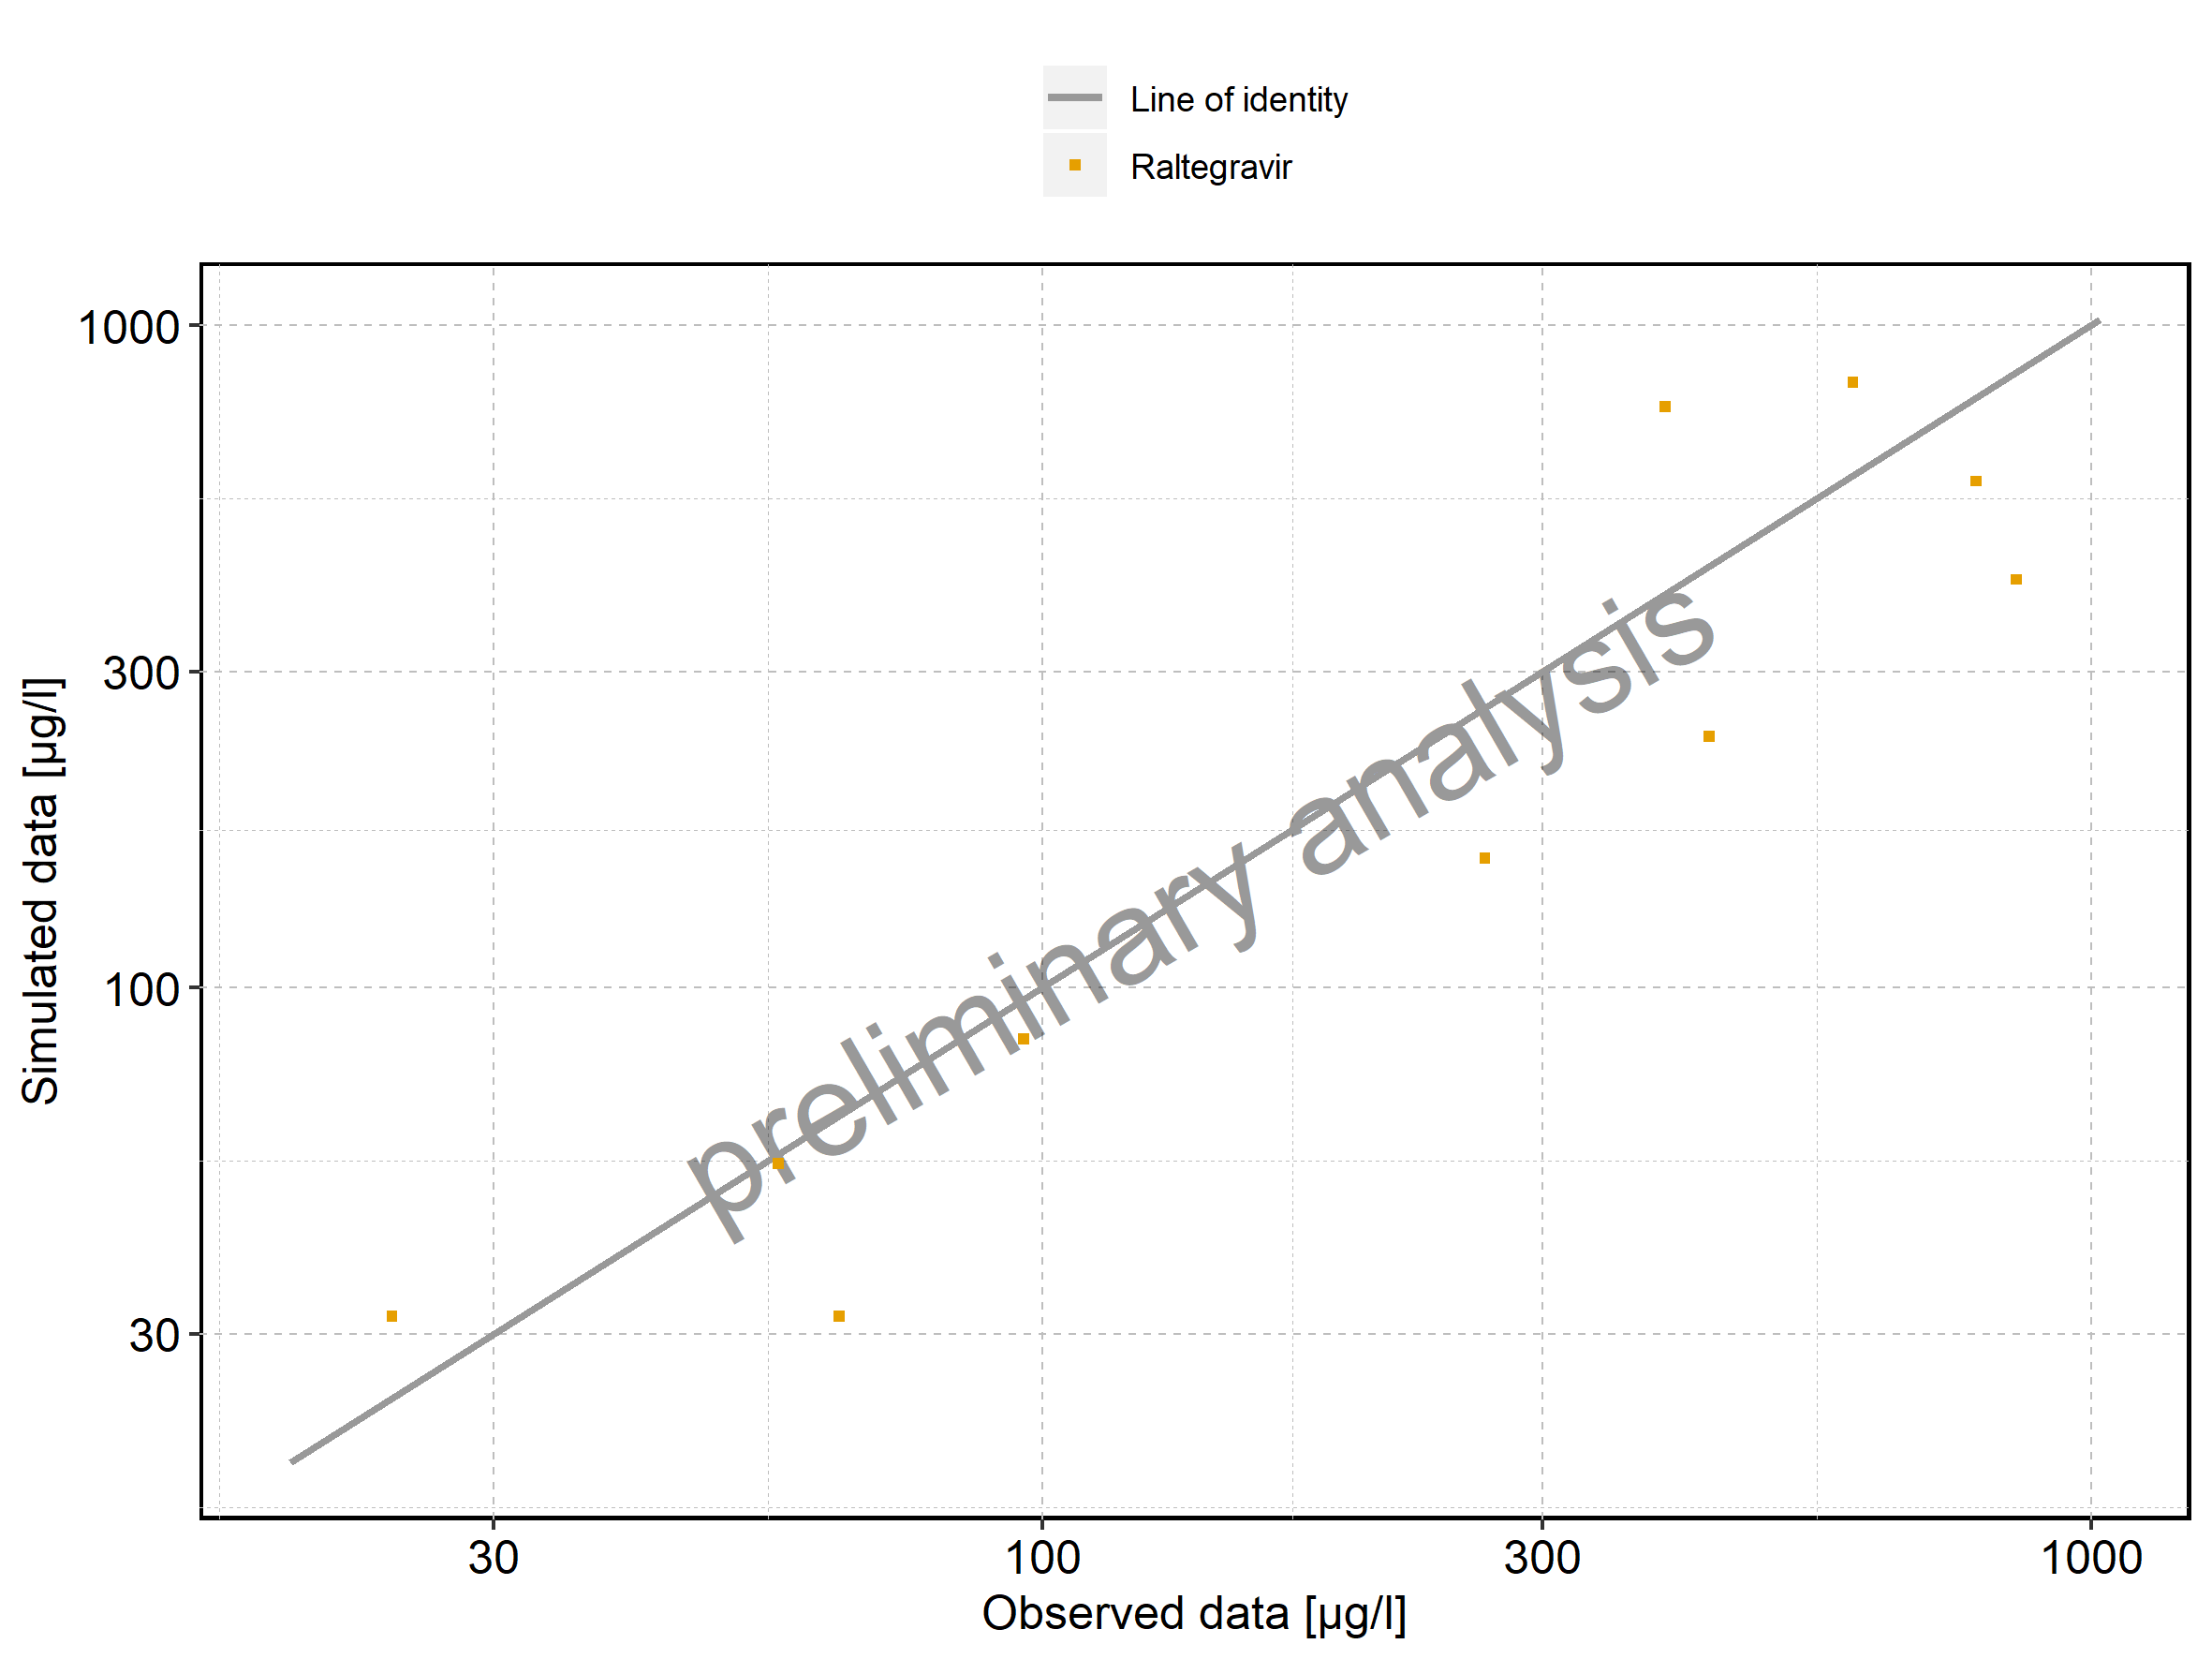 Line of identity
Raltegravir
1000
300
100
30
Simulated data [µg/l]
preliminary analysis
30 100 300 1000
Observed data [µg/l]